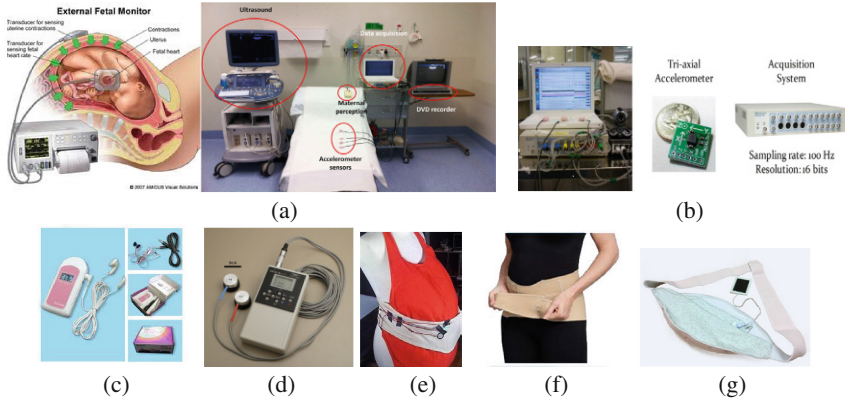 External Fetal Monitor
Transducer for sensing
uterine contractions
Transducer for
sensing fetal
heart rate
Contractions
Uterus
Fetal heart
© 2007 AMICUS Visual Solutions
Ultrasound
Data acquisition
Maternal
perception
DVD recorder
Accelerometer
sensors
(a)
Tri-axial
Accelerometer
Acquisition
System
Sampling rate: 100 Hz
Resolution: 16 bits
(b)
(c)
(d)
(e)
(f)
(g)